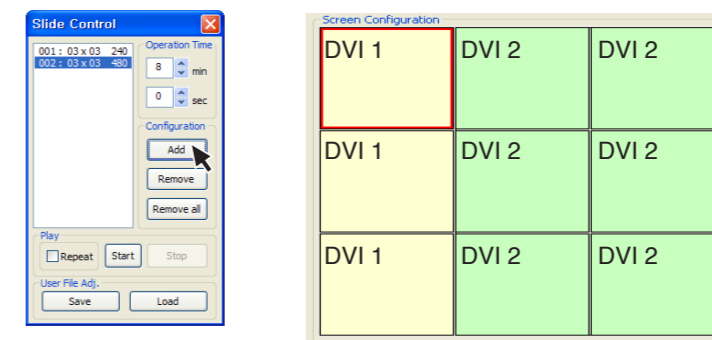 Slide Control
001 : 03 x 03 240
002 : 03 x 03 480
Operation Time
8 min
0 sec
Configuration
Add
Remove
Remove all
Play
Repeat Start Stop
User File Adj.
Save Load
Screen Configuration
DVI 1 DVI 2 DVI 2
DVI 1 DVI 2 DVI 2
DVI 1 DVI 2 DVI 2